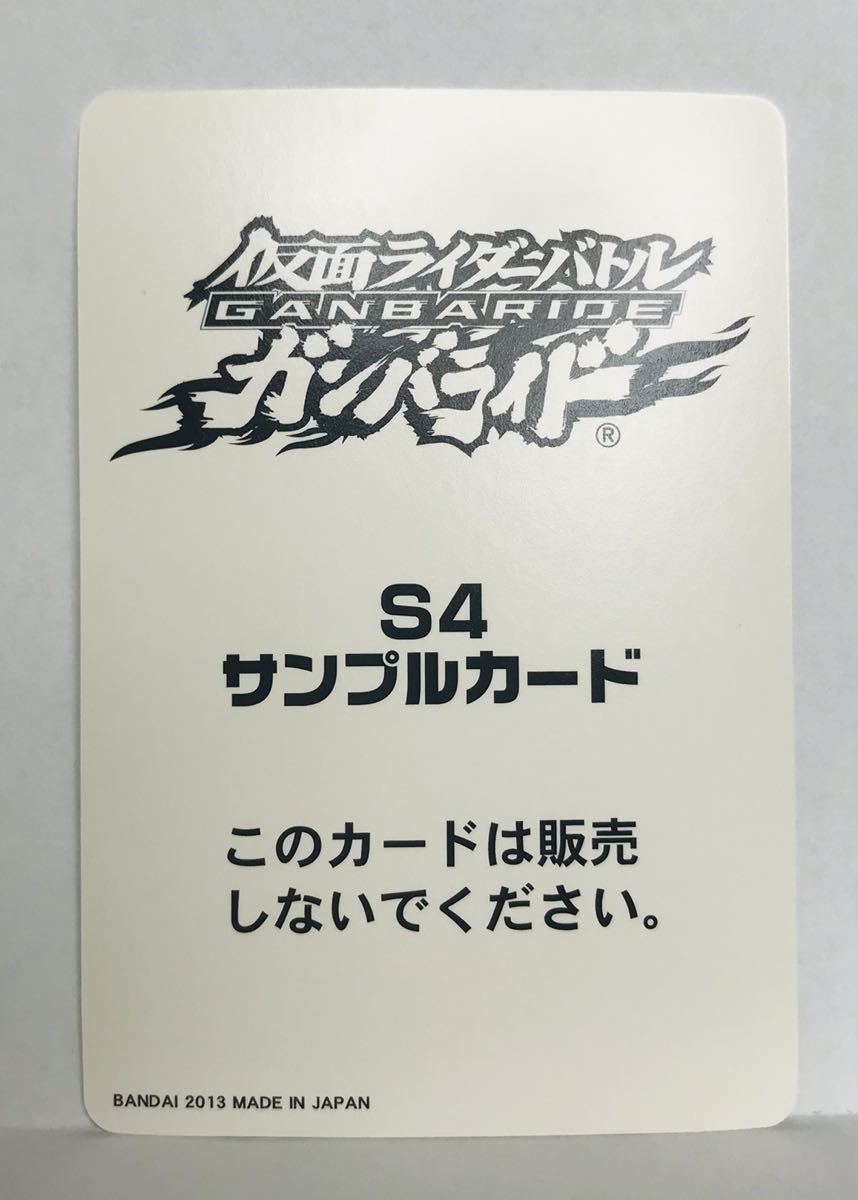 仮面ライダーバトル
GANBARIDE
ガンバライド®
S4
サンプルカード
このカードは販売
しないでください。
BANDAI 2013 MADE IN JAPAN